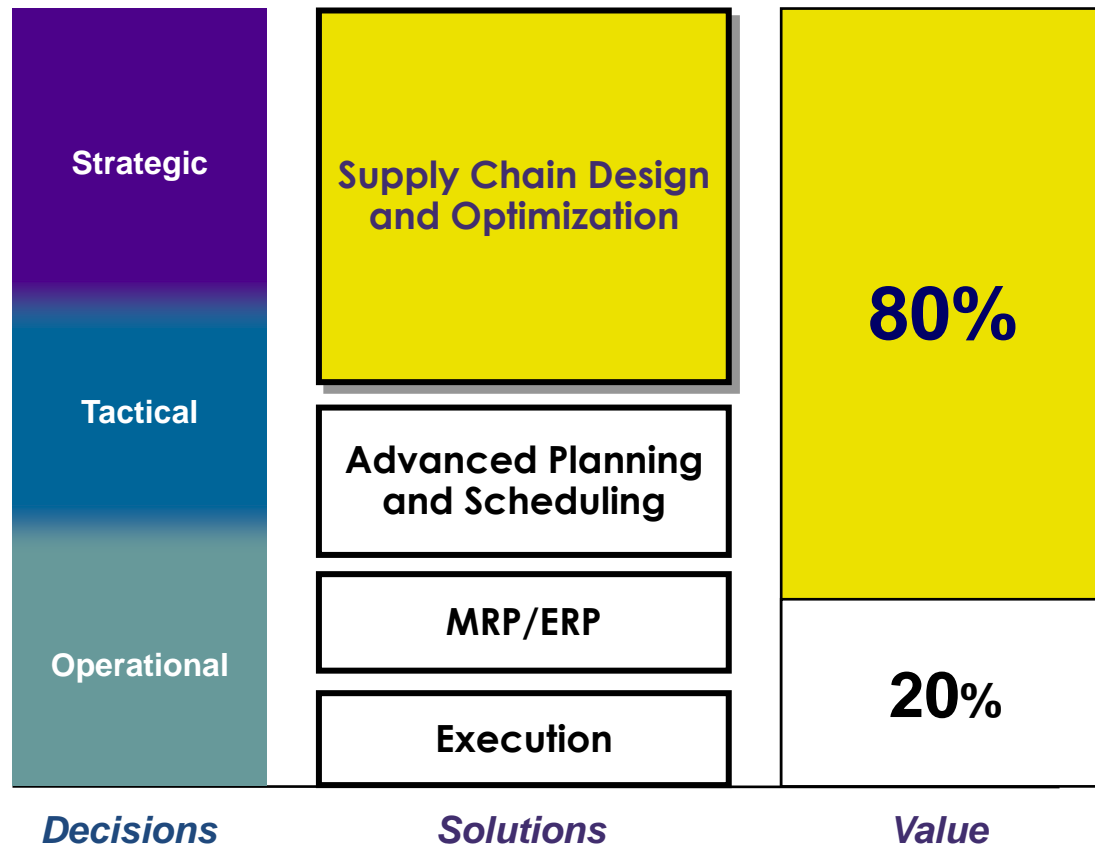 Strategic
Tactical
Operational
Supply Chain Design
and Optimization
Advanced Planning
and Scheduling
MRP/ERP
Execution
80%
20%
Decisions
Solutions
Value